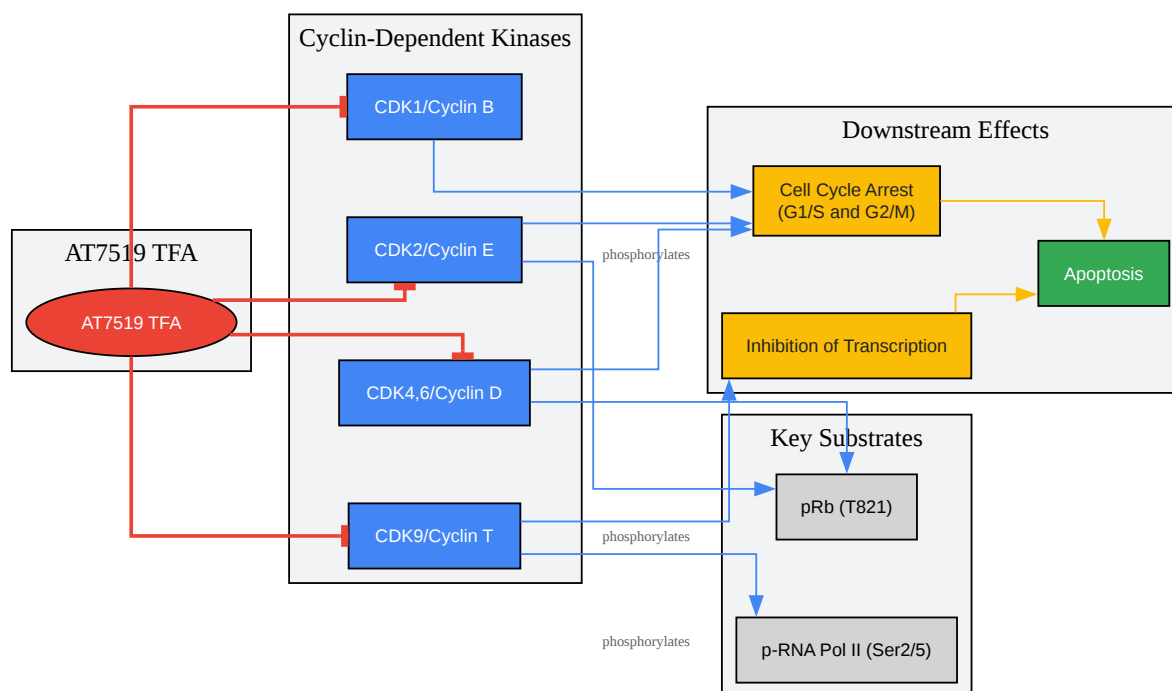 AT7519 TFA
AT7519 TFA
Cyclin-Dependent Kinases
CDK1/Cyclin B
CDK2/Cyclin E
CDK4,6/Cyclin D
CDK9/Cyclin T
phosphorylates
phosphorylates
phosphorylates
Downstream Effects
Cell Cycle Arrest
(G1/S and G2/M)
Apoptosis
Inhibition of Transcription
Key Substrates
pRb (T821)
p-RNA Pol II (Ser2/5)